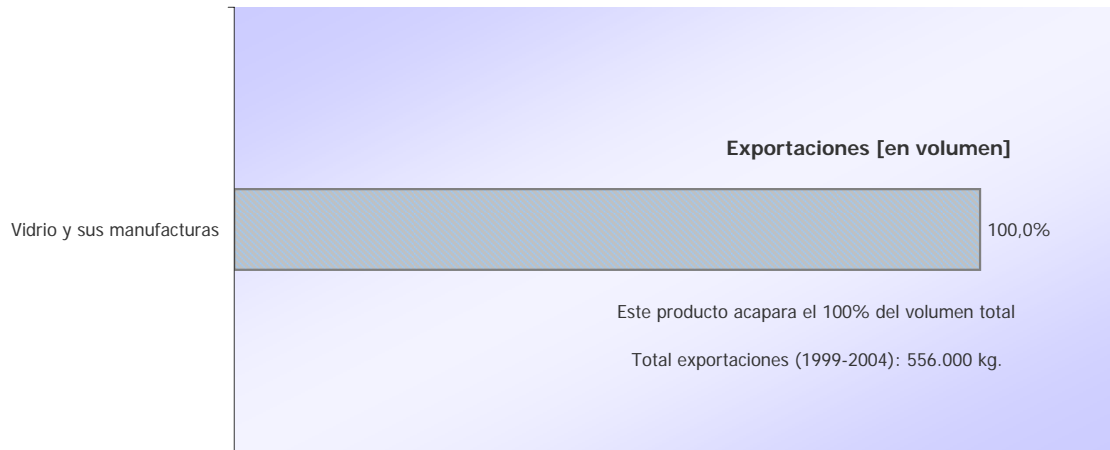 Exportaciones [en volumen]
Vidrio y sus manufacturas
100,0%
Este producto acapara el 100% del volumen total
Total exportaciones (1999-2004): 556.000 kg.